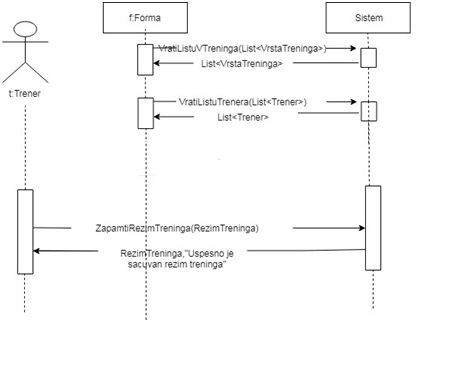 f:Forma
Sistem
t:Trener
VratiListuVTreninga(List<VrstaTreninga>)
List<VrstaTreninga>
VratiListuTrenera(List<Trener>)
List<Trener>
ZapamtiRezimTreninga(RezimTreninga)
RezimTreninga,"Uspesno je
sacuvan rezim treninga"